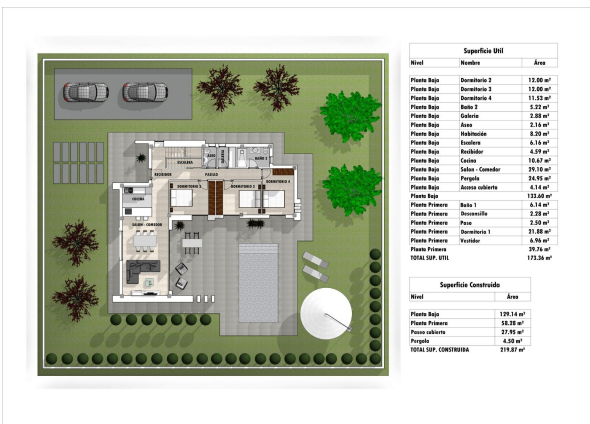 ESCALERA
ASEO
GALERIA
BAÑO 2
RECIBIDOR
PASILLO
DORMITORIO 4
DORMITORIO 2
DORMITORIO 3
COCINA
SALON - COMEDOR
Superficie Util
Nivel Nombre Área
Planta Baja Dormitorio 2 12.00 m²
Planta Baja Dormitorio 3 12.00 m²
Planta Baja Dormitorio 4 11.53 m²
Planta Baja Baño 2 5.22 m²
Planta Baja Galeria 2.88 m²
Planta Baja Aseo 2.16 m²
Planta Baja Habitación 8.20 m²
Planta Baja Escalera 6.16 m²
Planta Baja Recibidor 4.59 m²
Planta Baja Cocina 10.67 m²
Planta Baja Salon - Comedor 29.10 m²
Planta Baja Pergola 24.95 m²
Planta Baja Acceso cubierto 4.14 m²
Planta Baja 133.60 m²
Planta Primera Baño 1 6.14 m²
Planta Primera Descansillo 2.28 m²
Planta Primera Paso 2.50 m²
Planta Primera Dormitorio 1 21.88 m²
Planta Primera Vestidor 6.96 m²
Planta Primera 39.76 m²
TOTAL SUP. UTIL 173.36 m²
Superficie Construida
Nivel Área
Planta Baja 129.14 m²
Planta Primera 58.28 m²
Paseo cubierto 27.95 m²
Pergola 4.50 m²
TOTAL SUP. CONSTRUIDA 219.87 m²